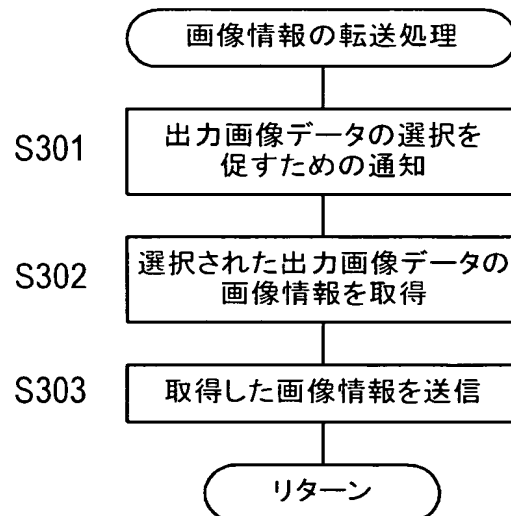 画像情報の転送処理
S301
出力画像データの選択を
促すための通知
S302
選択された出力画像データの
画像情報を取得
S303
取得した画像情報を送信
リターン